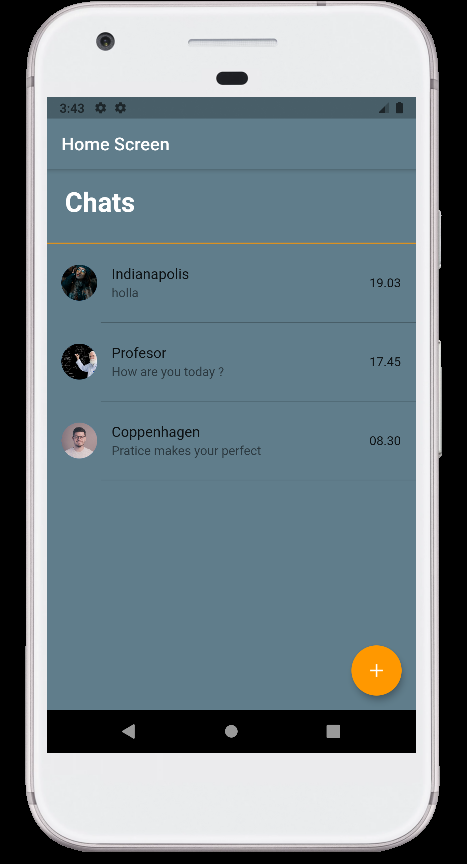 3:43
Home Screen
Chats
Indianapolis
holla
19.03
Profesor
How are you today ?
17.45
Coppenhagen
Pratice makes your perfect
08.30
+